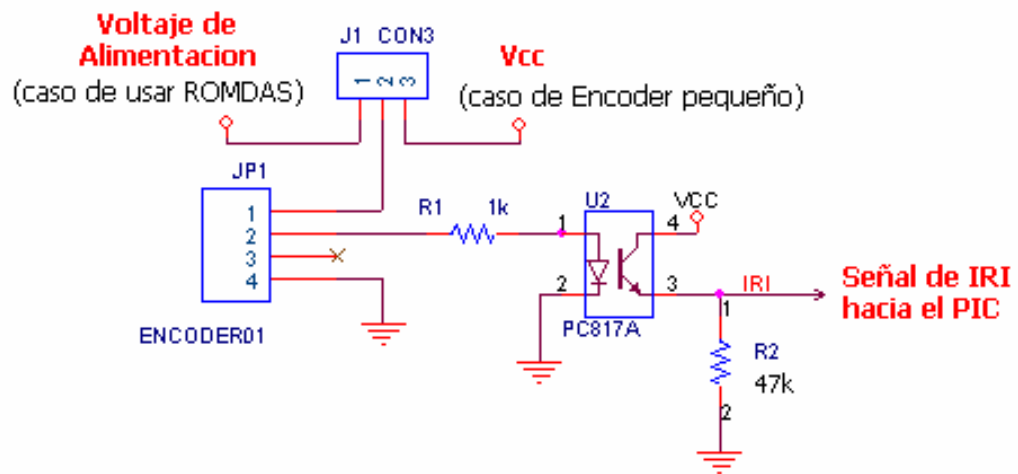 Voltaje de
Alimentacion
(caso de usar ROMDAS)
J1 CON3
1 2 3
Vcc
(caso de Encoder pequeño)
JP1
1
2
3
4
ENCODER01
R1 1k
U2
1
2
4
3
PC817A
VCC
IRI
Señal de IRI
hacia el PIC
1
R2
47k
2